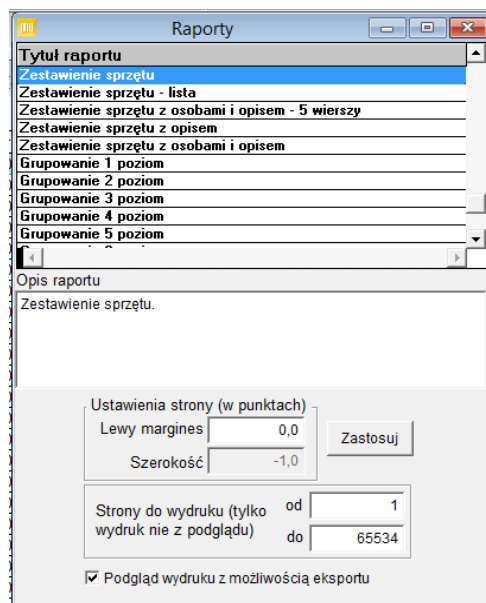 Raporty
Tytuł raportu
Zestawienie sprzętu
Zestawienie sprzętu - lista
Zestawienie sprzętu z osobami i opisem - 5 wierszy
Zestawienie sprzętu z opisem
Zestawienie sprzętu z osobami i opisem
Grupowanie 1 poziom
Grupowanie 2 poziom
Grupowanie 3 poziom
Grupowanie 4 poziom
Grupowanie 5 poziom
Opis raportu
Zestawienie sprzętu.
Ustawienia strony (w punktach)
Lewy margines 0,0
Zastosuj
Szerokość -1,0
Strony do wydruku (tylko
wydruk nie z podglądu)
od 1
do 65534
Podgląd wydruku z możliwością eksportu